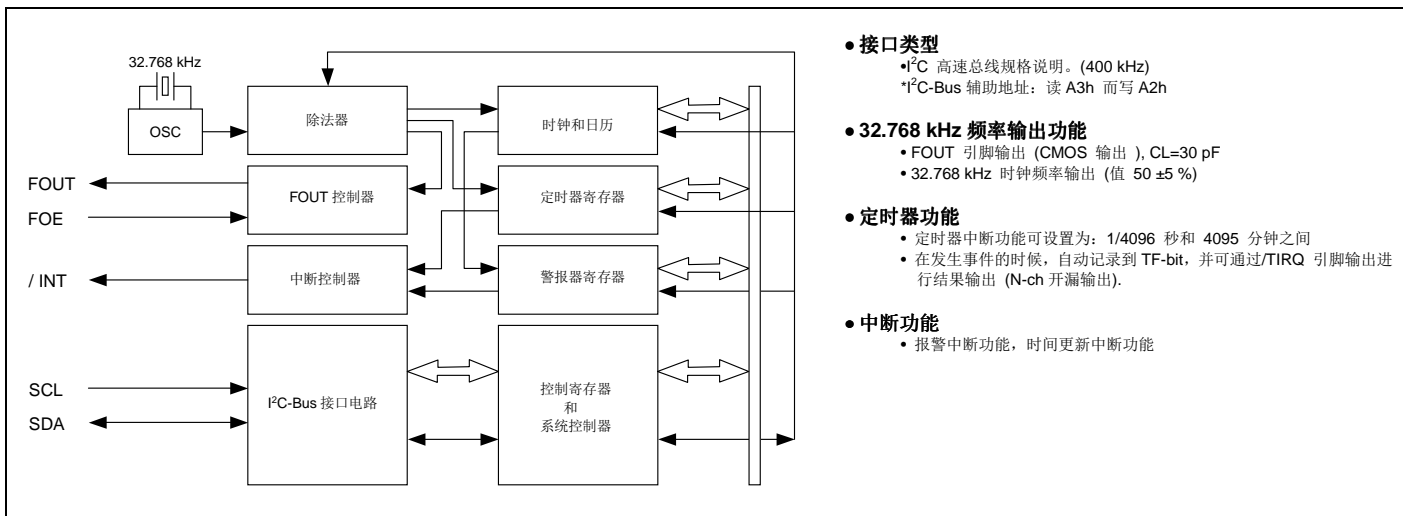 32.768 kHz
OSC
除法器
时钟和日历
FOUT
FOUT 控制器
定时器寄存器
FOE
/ INT
中断控制器
警报器寄存器
SCL
SDA
I²C-Bus 接口电路
控制寄存器
和
系统控制器
● 接口类型
•I²C 高速总线规格说明。(400 kHz)
*I²C-Bus 辅助地址：读 A3h 而写 A2h
● 32.768 kHz 频率输出功能
• FOUT 引脚输出 (CMOS 输出 ), CL=30 pF
• 32.768 kHz 时钟频率输出 (值 50 ±5 %)
● 定时器功能
• 定时器中断功能可设置为：1/4096 秒和 4095 分钟之间
• 在发生事件的时候，自动记录到 TF-bit，并可通过/TIRQ 引脚输出进
行结果输出 (N-ch 开漏输出).
● 中断功能
• 报警中断功能，时间更新中断功能